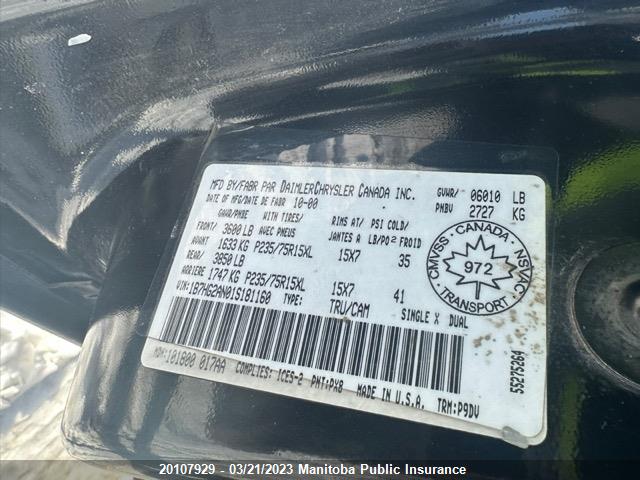 MFD BY/FABR PAR DAIMLERCHRYSLER CANADA INC.
DATE OF MFG/DATE DE FABR 10-00
GVWR/ 06010 LB
PNBV 2727 KG
GAWR/PNBE WITH TIRES/ RIMS AT/ PSI COLD/
FRONT/ 3600 LB AVEC PNEUS JANTES A LB/PO² FROID
AVANT 1633 KG P235/75R15XL 15X7 35
REAR/ 3850 LB
ARRIERE 1747 KG P235/75R15XL 15X7 41
VIN:1B7HG2AN01S181160 TYPE: TRU/CAM SINGLE X DUAL
CMVSS - CANADA - NSVAC
972
TRANSPORT
101800 017AA COMPLIES: ICES-2 PNT:PX8 MADE IN U.S.A. TRM:P9DV
55275264
20107929 - 03/21/2023 Manitoba Public Insurance